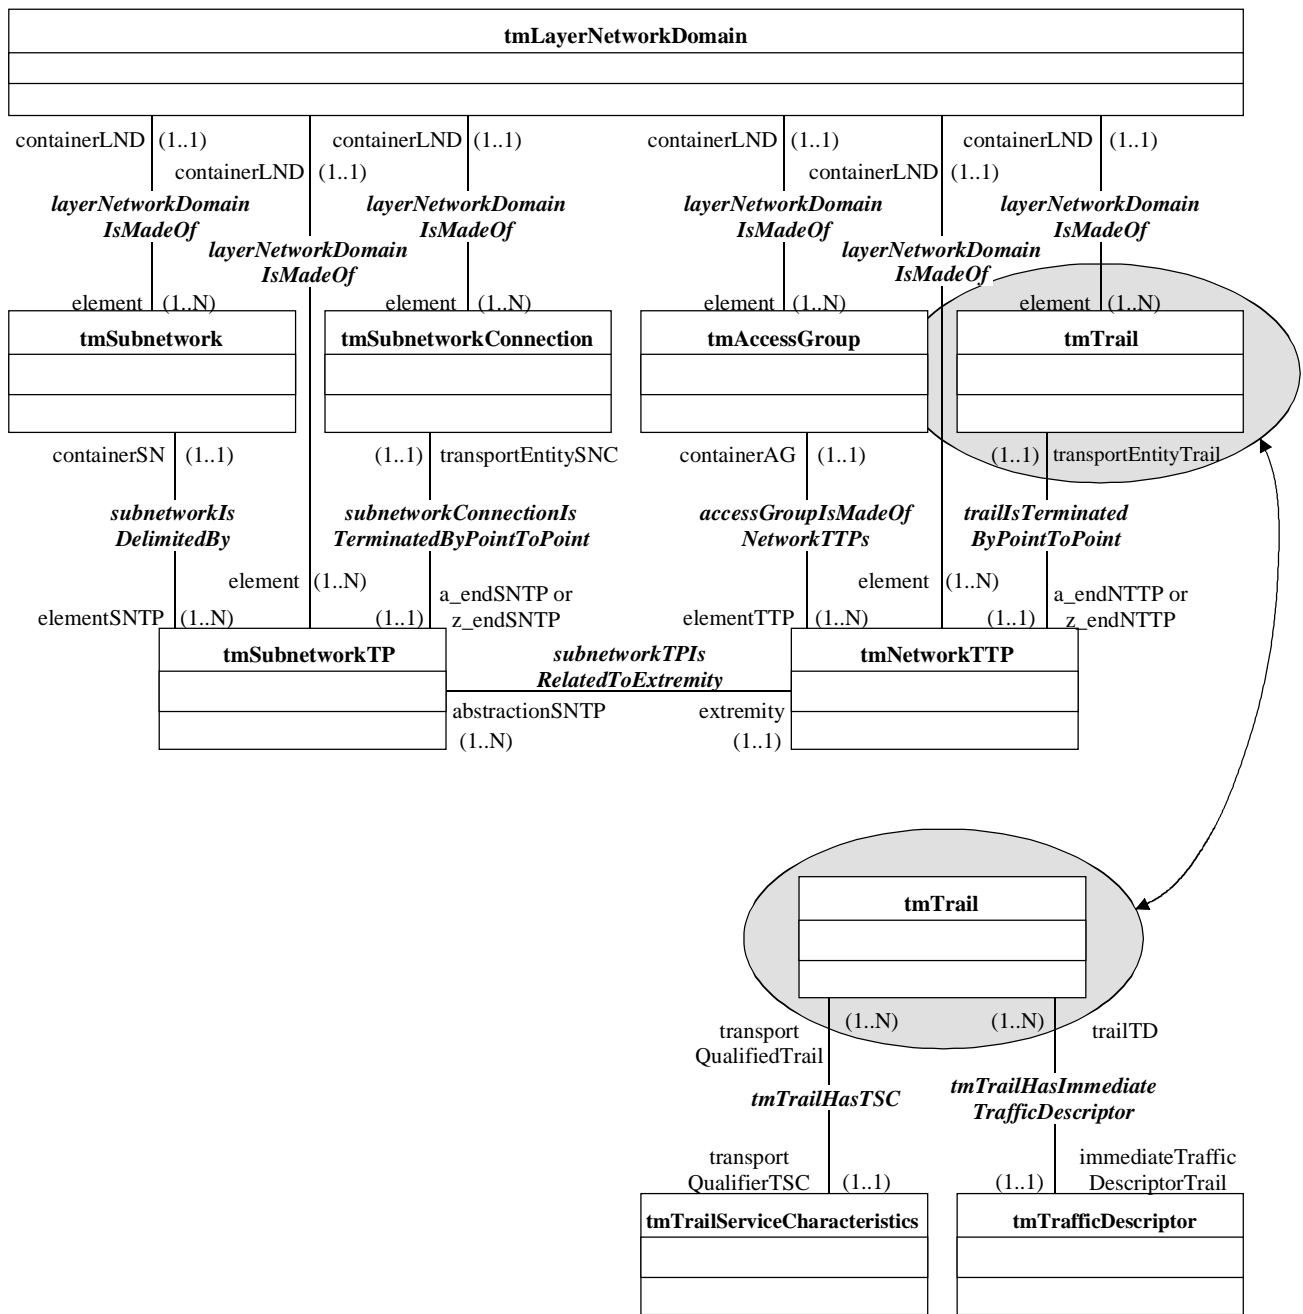 tmLayerNetworkDomain
containerLND (1..1) containerLND (1..1) containerLND (1..1) containerLND (1..1)
containerLND (1..1) containerLND (1..1)
layerNetworkDomain layerNetworkDomain layerNetworkDomain layerNetworkDomain
IsMadeOf IsMadeOf IsMadeOf IsMadeOf
layerNetworkDomain layerNetworkDomain
IsMadeOf IsMadeOf
element (1..N) element (1..N) element (1..N) element (1..N)
tmSubnetwork tmSubnetworkConnection tmAccessGroup tmTrail
containerSN (1..1) (1..1) transportEntitySNC containerAG (1..1) (1..1) transportEntityTrail
subnetworkIs subnetworkConnectionIs accessGroupIsMadeOf trailIsTerminated
DelimitedBy TerminatedByPointToPoint NetworkTTPs ByPointToPoint
element (1..N) element (1..N)
a_endSNTP or a_endNTTP or
elementSNTP (1..N) (1..1) z_endSNTP elementTTP (1..N) (1..1) z_endNTTP
tmSubnetworkTP subnetworkTPIs tmNetworkTTP
RelatedToExtremity
abstractionSNTP extremity
(1..N) (1..1)
tmTrail
transport (1..N) (1..N) trailTD
QualifiedTrail
tmTrailHasTSC tmTrailHasImmediate
TrafficDescriptor
transport immediateTraffic
QualifierTSC (1..1) (1..1) DescriptorTrail
tmTrailServiceCharacteristics tmTrafficDescriptor